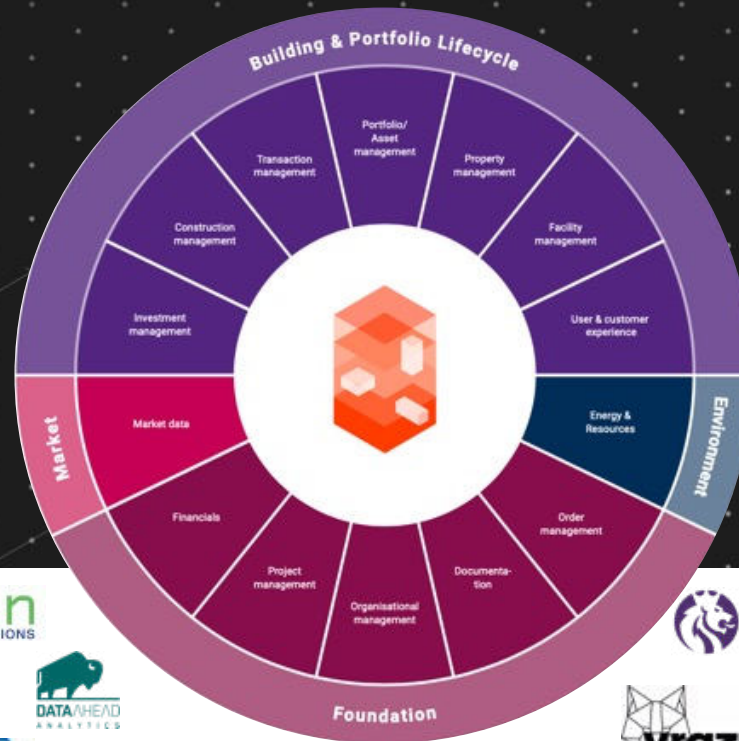 Building & Portfolio Lifecycle
Portfolio/
Asset
management
Transaction
management
Property
management
Construction
management
Facility
management
Investment
management
User & customer
experience
Market
Market data
Energy &
Resources
Environment
Financials
Order
management
Project
management
Documenta-
tion
Organisational
management
Foundation
n
IONS
DATAAHEAD
ANALYTICS